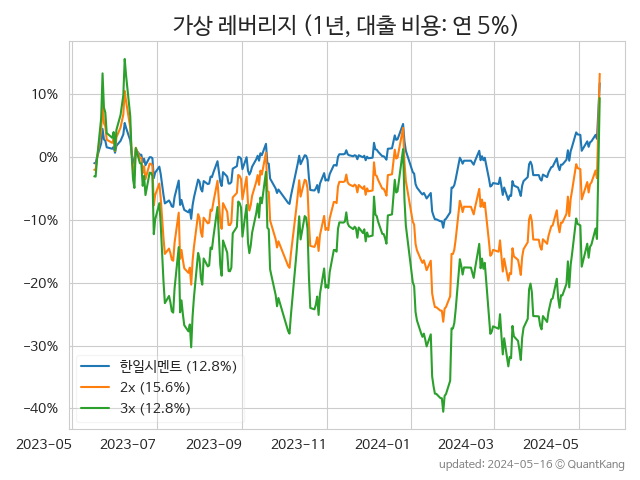 가상 레버리지 (1년, 대출 비용: 연 5%)
10%
0%
−10%
−20%
−30%
−40%
한일시멘트 (12.8%)
2x (15.6%)
3x (12.8%)
2023-05 2023-07 2023-09 2023-11 2024-01 2024-03 2024-05
updated: 2024-05-16 © QuantKang